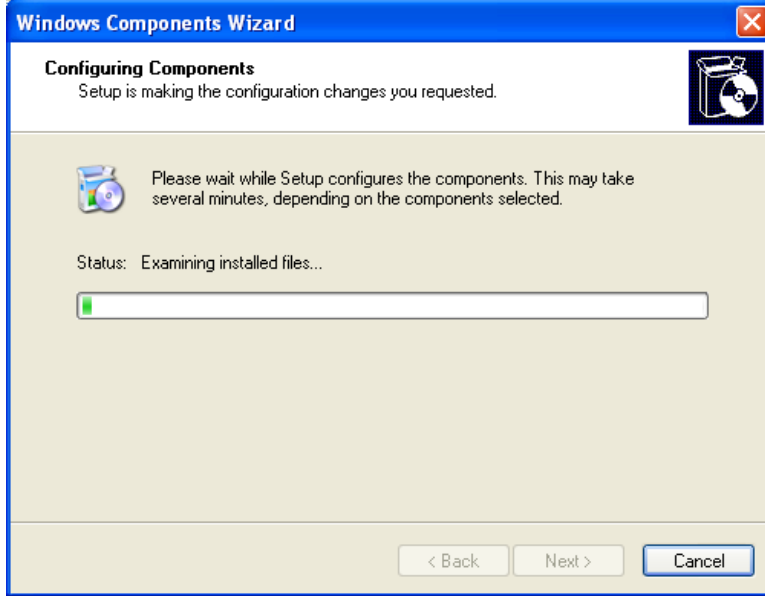 Windows Components Wizard
Configuring Components
Setup is making the configuration changes you requested.
Please wait while Setup configures the components. This may take
several minutes, depending on the components selected.
Status: Examining installed files...
< Back Next > Cancel